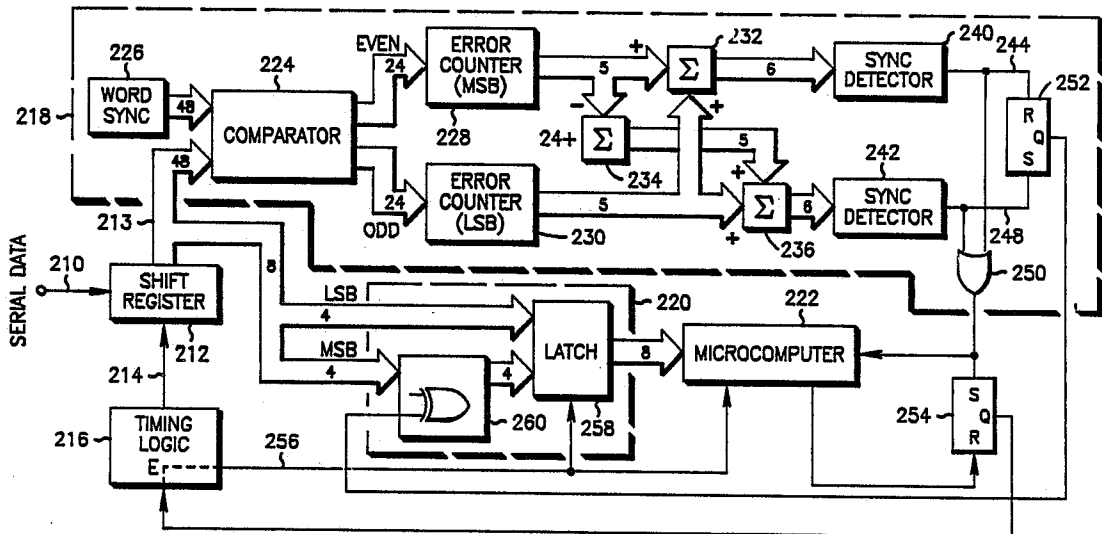 226
WORD
SYNC
48
218
224
COMPARATOR
48
EVEN
24
24
ODD
ERROR
COUNTER
(MSB)
228
ERROR
COUNTER
(LSB)
230
5
+
−
24+
Σ
234
5
+
Σ
232
+
6
5
+
+
Σ
236
6
SYNC
DETECTOR
240
SYNC
DETECTOR
242
244
248
252
R
Q
S
250
213
SERIAL DATA
210
SHIFT
REGISTER
212
214
8
LSB
4
MSB
4
220
LATCH
258
4
260
8
222
MICROCOMPUTER
254
S
Q
R
216
TIMING
LOGIC
E
256